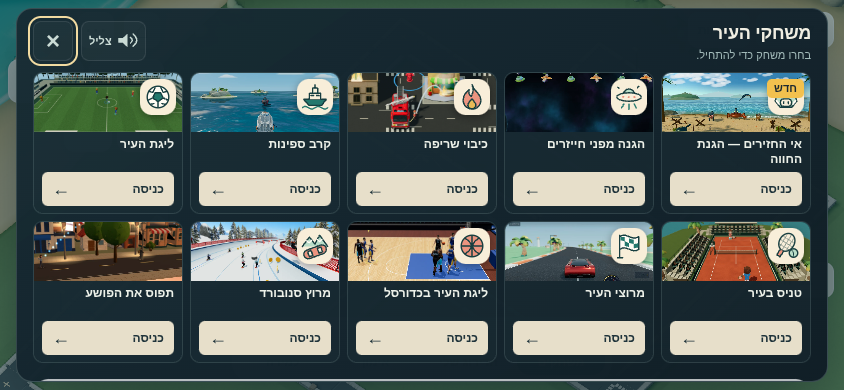 משחקי העיר
בחרו משחק כדי להתחיל.
צליל
חדש
אי החזירים — הגנת
החווה
כניסה
הגנה מפני חייזרים
כניסה
כיבוי שריפה
כניסה
קרב ספינות
כניסה
ליגת העיר
כניסה
טניס בעיר
כניסה
מרוצי העיר
כניסה
ליגת העיר בכדורסל
כניסה
מרוץ סנובורד
כניסה
תפוס את הפושע
כניסה